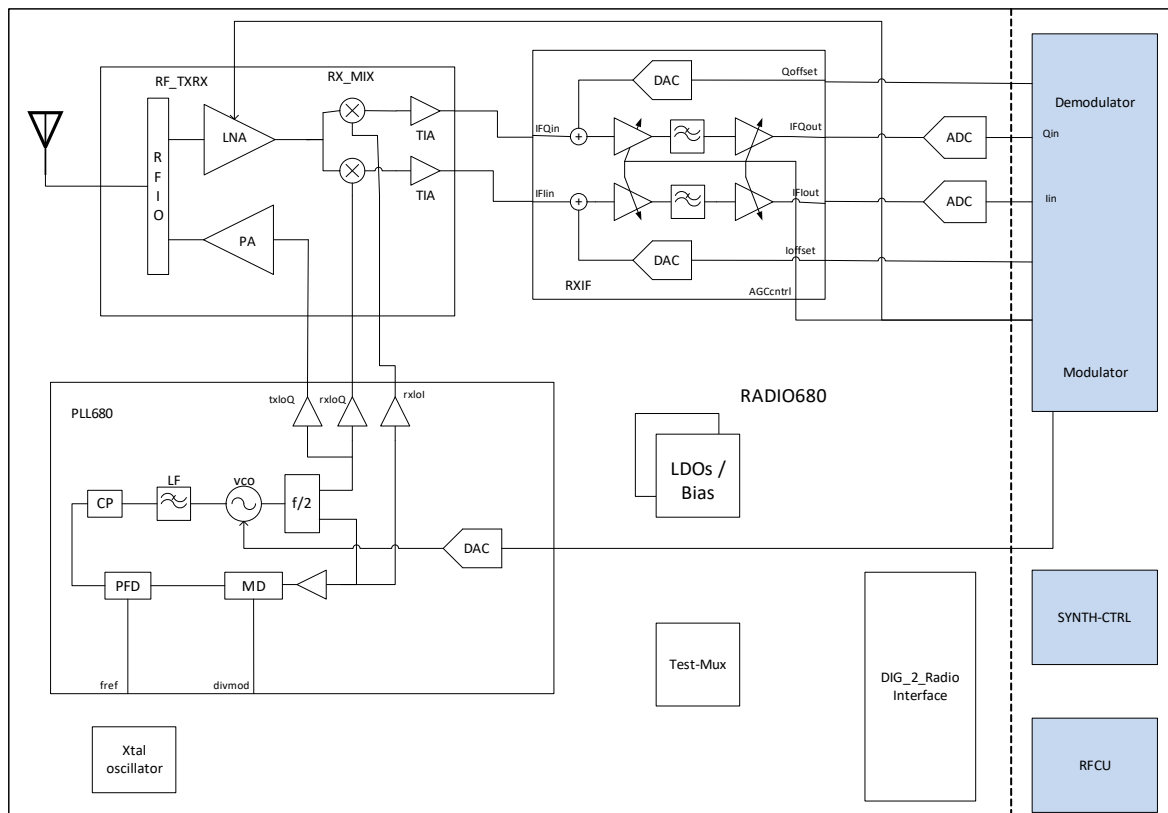 RF_TXRX
RX_MIX
RFIO
LNA
PA
TIA
TIA
IFQin
IFIin
DAC
DAC
RXIF
Qoffset
IFQout
IFIout
Ioffset
AGCcntrl
ADC
ADC
Demodulator
Qin
Iin
Modulator
PLL680
txloQ
rxloQ
rxloI
CP
LF
vco
f/2
PFD
MD
DAC
fref
divmod
RADIO680
LDOs /
Bias
Test-Mux
DIG_2_Radio
Interface
SYNTH-CTRL
RFCU
Xtal
oscillator